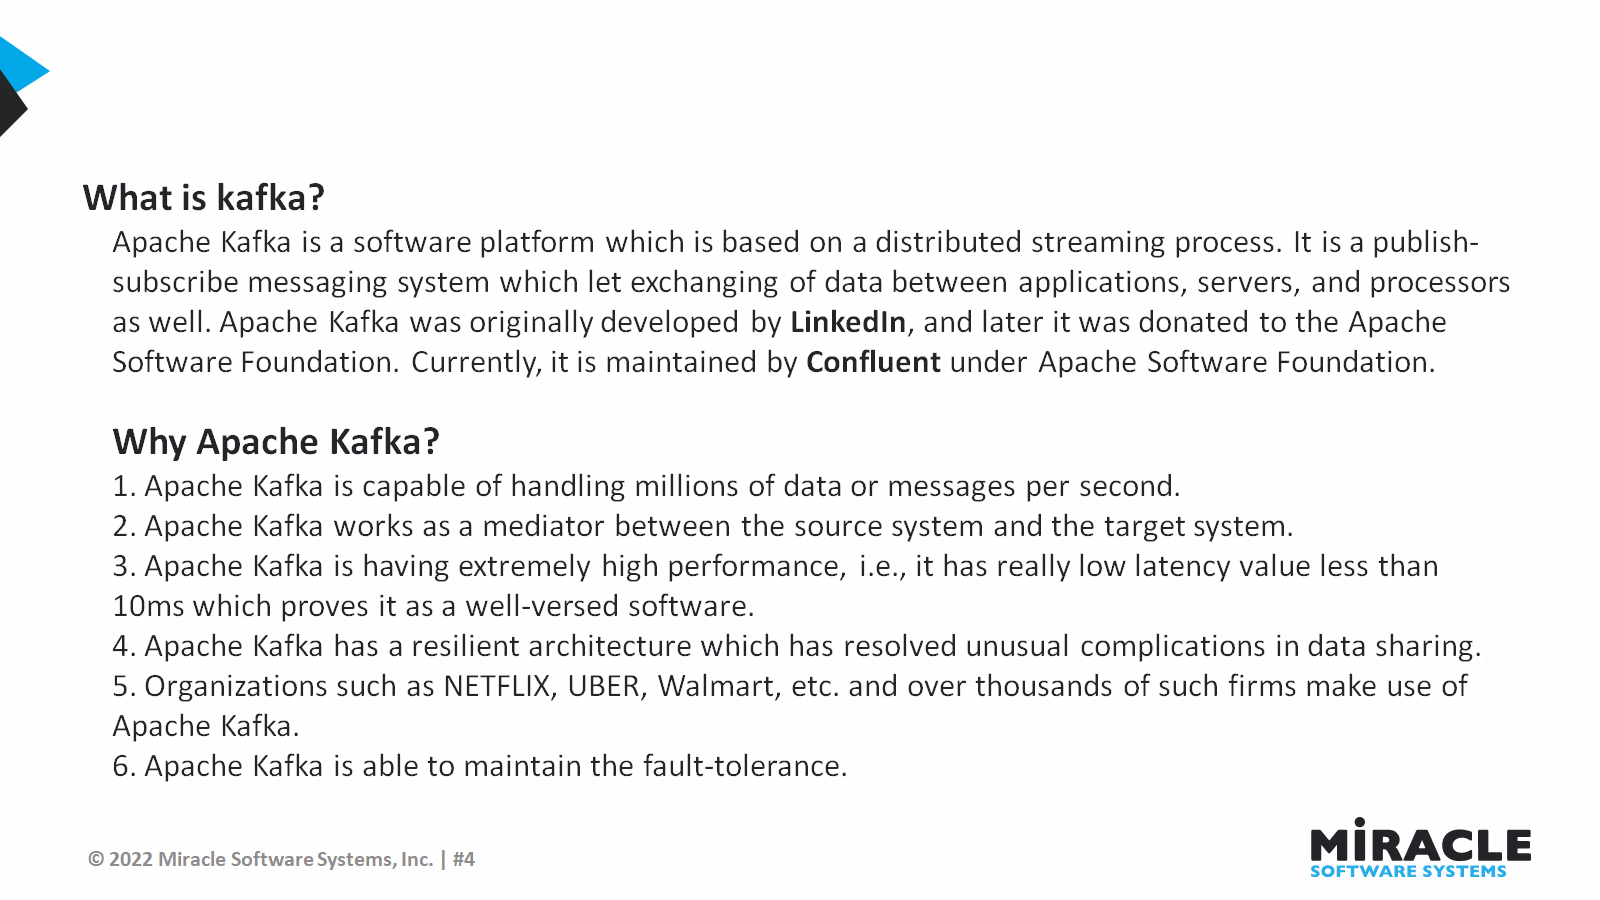 What is kafka?
Apache Kafka is a software platform which is based on a distributed streaming process. It is a publish-
subscribe messaging system which let exchanging of data between applications, servers, and processors
as well. Apache Kafka was originally developed by LinkedIn, and later it was donated to the Apache
Software Foundation. Currently, it is maintained by Confluent under Apache Software Foundation.
Why Apache Kafka?
1. Apache Kafka is capable of handling millions of data or messages per second.
2. Apache Kafka works as a mediator between the source system and the target system.
3. Apache Kafka is having extremely high performance, i.e., it has really low latency value less than
10ms which proves it as a well-versed software.
4. Apache Kafka has a resilient architecture which has resolved unusual complications in data sharing.
5. Organizations such as NETFLIX, UBER, Walmart, etc. and over thousands of such firms make use of
Apache Kafka.
6. Apache Kafka is able to maintain the fault-tolerance.
© 2022 Miracle Software Systems, Inc. | #4
MiRACLE
SOFTWARE SYSTEMS